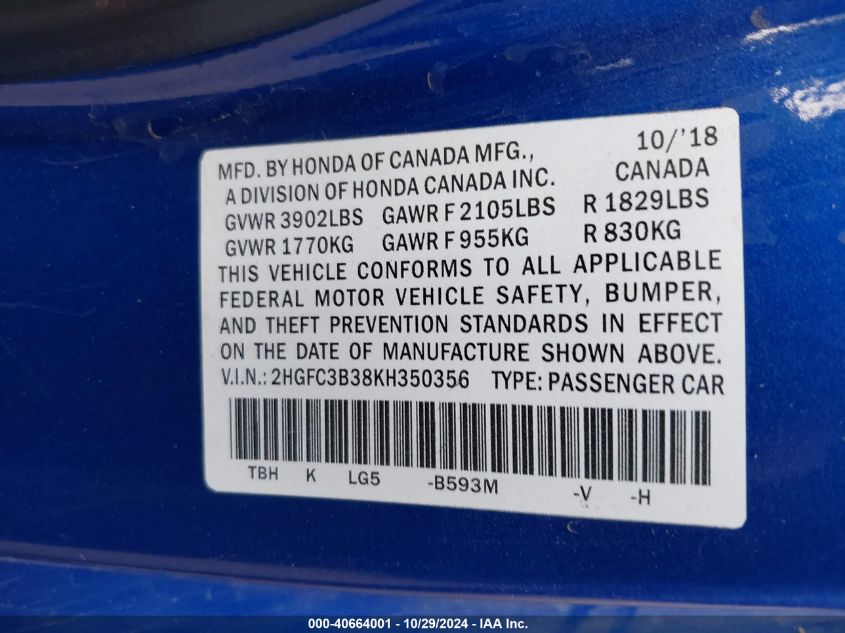 10/'18
MFD. BY HONDA OF CANADA MFG.,
CANADA
A DIVISION OF HONDA CANADA INC.
GVWR 3902LBS GAWR F 2105LBS R 1829LBS
GVWR 1770KG GAWR F 955KG R 830KG
THIS VEHICLE CONFORMS TO ALL APPLICABLE
FEDERAL MOTOR VEHICLE SAFETY, BUMPER,
AND THEFT PREVENTION STANDARDS IN EFFECT
ON THE DATE OF MANUFACTURE SHOWN ABOVE.
V.I.N.: 2HGFC3B38KH350356 TYPE: PASSENGER CAR
TBH K LG5 -B593M -V -H
000-40664001 - 10/29/2024 - IAA Inc.